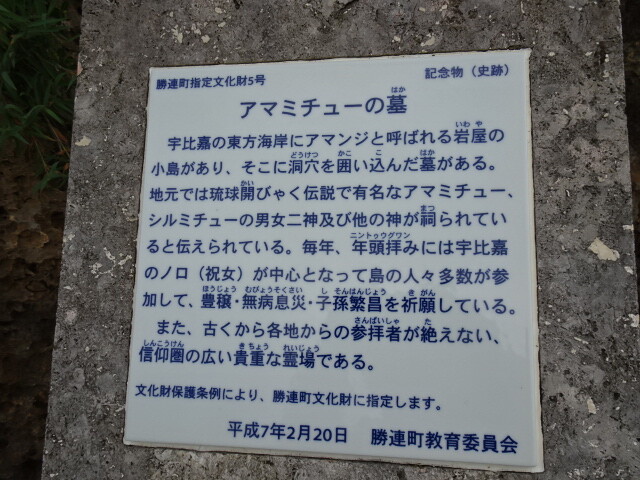 勝連町指定文化財5号 記念物（史跡）
アマミチューの墓
宇比嘉の東方海岸にアマンジと呼ばれる岩屋の
小島があり、そこに洞穴を囲い込んだ墓がある。
地元では琉球開びゃく伝説で有名なアマミチュー、
シルミチューの男女二神及び他の神が祠られてい
ると伝えられている。毎年、年頭拝みには宇比嘉
のノロ（祝女）が中心となって島の人々多数が参
加して、豊穣・無病息災・子孫繁昌を祈願している。
また、古くから各地からの参拝者が絶えない、
信仰圏の広い貴重な霊場である。
文化財保護条例により、勝連町文化財に指定します。
平成7年2月20日 勝連町教育委員会